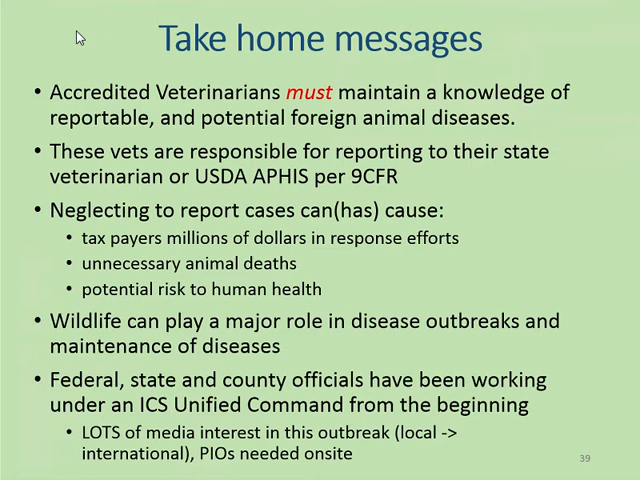 Take home messages
• Accredited Veterinarians must maintain a knowledge of
reportable, and potential foreign animal diseases.
• These vets are responsible for reporting to their state
veterinarian or USDA APHIS per 9CFR
• Neglecting to report cases can(has) cause:
• tax payers millions of dollars in response efforts
• unnecessary animal deaths
• potential risk to human health
• Wildlife can play a major role in disease outbreaks and
maintenance of diseases
• Federal, state and county officials have been working
under an ICS Unified Command from the beginning
• LOTS of media interest in this outbreak (local ->
international), PIOs needed onsite
39